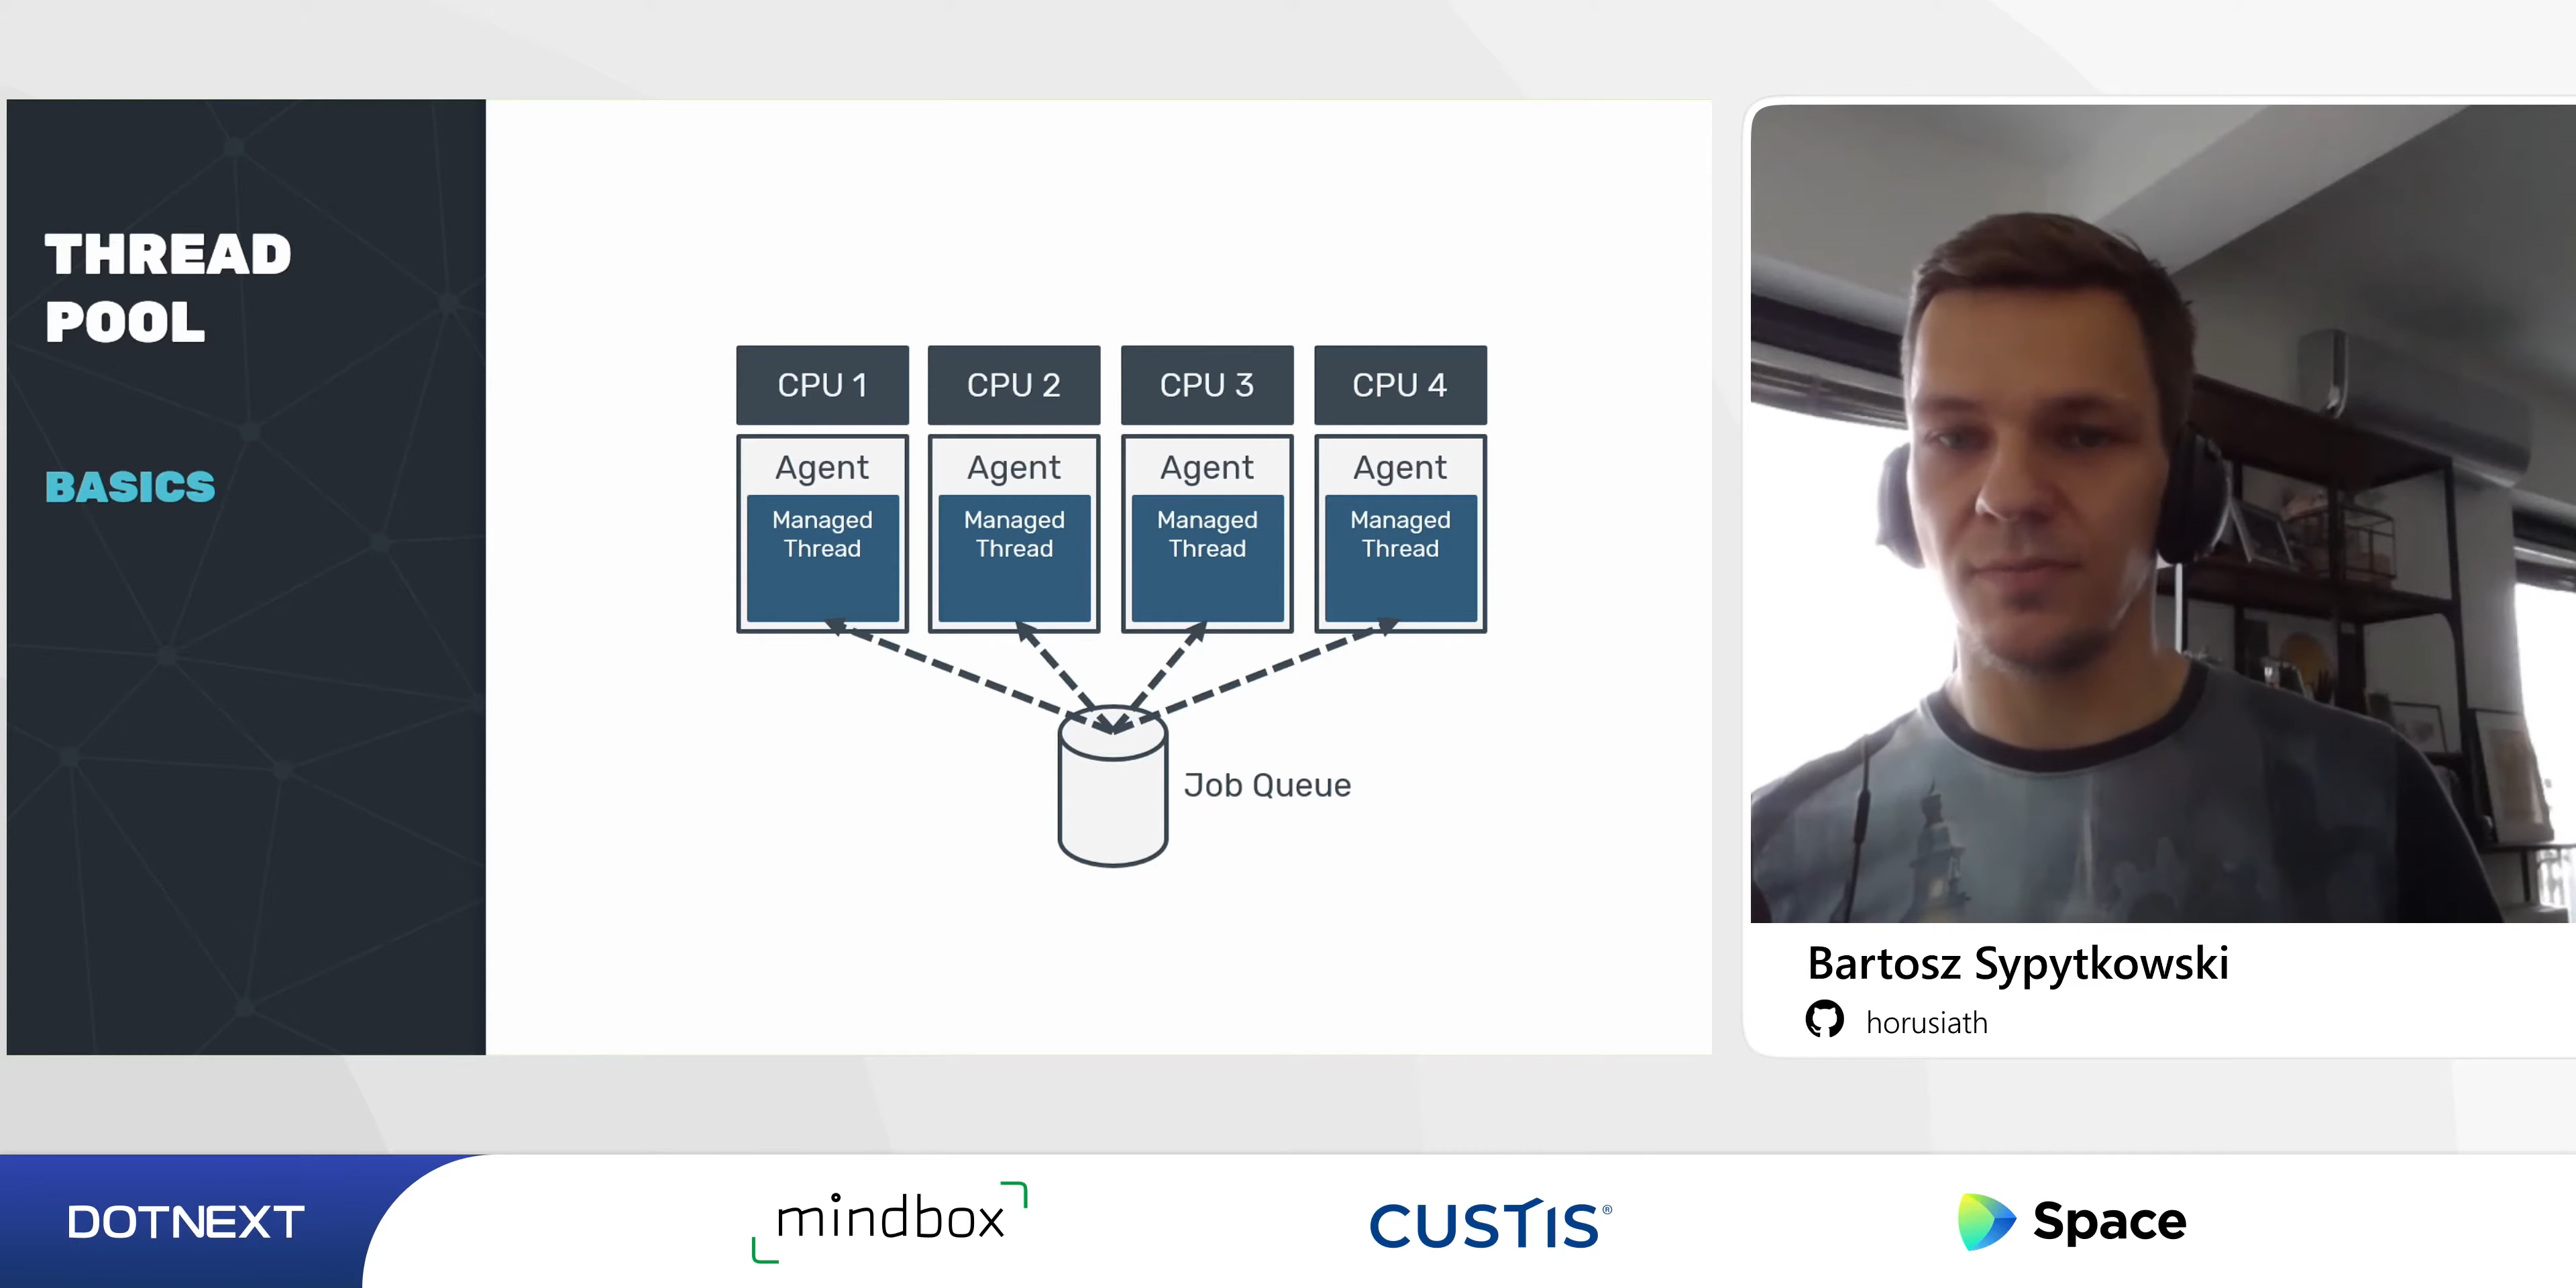 THREAD
POOL
BASICS
CPU 1
CPU 2
CPU 3
CPU 4
Agent
Agent
Agent
Agent
Managed
Thread
Managed
Thread
Managed
Thread
Managed
Thread
Job Queue
Bartosz Sypytkowski
horusiath
DOTNEXT
mindbox
CUSTIS®
Space